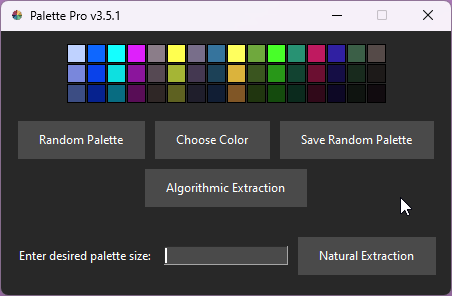 Palette Pro v3.5.1
Random Palette
Choose Color
Save Random Palette
Algorithmic Extraction
Enter desired palette size:
Natural Extraction